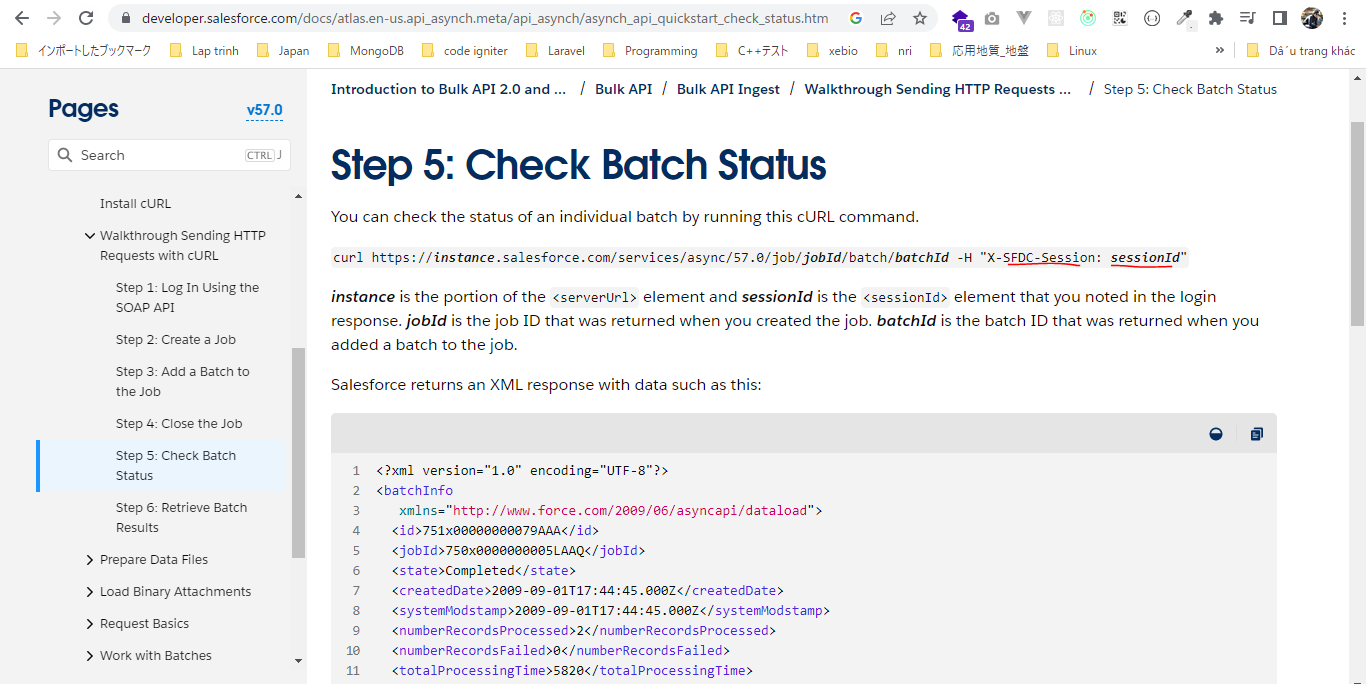 developer.salesforce.com/docs/atlas.en-us.api_asynch.meta/api_asynch/asynch_api_quickstart_check_status.htm
42
インポートしたブックマーク Lap trinh Japan MongoDB code igniter Laravel Programming C++テスト xebio nri 応用地質_地盤 Linux » Dấu trang khác
Pages
v57.0
Search CTRL J
Install cURL
Walkthrough Sending HTTP
Requests with cURL
Step 1: Log In Using the
SOAP API
Step 2: Create a Job
Step 3: Add a Batch to
the Job
Step 4: Close the Job
Step 5: Check Batch
Status
Step 6: Retrieve Batch
Results
Prepare Data Files
Load Binary Attachments
Request Basics
Work with Batches
Introduction to Bulk API 2.0 and ... / Bulk API / Bulk API Ingest / Walkthrough Sending HTTP Requests ... / Step 5: Check Batch Status
Step 5: Check Batch Status
You can check the status of an individual batch by running this cURL command.
curl https://instance.salesforce.com/services/async/57.0/job/jobId/batch/batchId -H "X-SFDC-Session: sessionId"
instance is the portion of the <serverUrl> element and sessionId is the <sessionId> element that you noted in the login
response. jobId is the job ID that was returned when you created the job. batchId is the batch ID that was returned when you
added a batch to the job.
Salesforce returns an XML response with data such as this:
1 <?xml version="1.0" encoding="UTF-8"?>
2 <batchInfo
3 xmlns="http://www.force.com/2009/06/asyncapi/dataload">
4 <id>751x00000000079AAA</id>
5 <jobId>750x0000000005LAAQ</jobId>
6 <state>Completed</state>
7 <createdDate>2009-09-01T17:44:45.000Z</createdDate>
8 <systemModstamp>2009-09-01T17:44:45.000Z</systemModstamp>
9 <numberRecordsProcessed>2</numberRecordsProcessed>
10 <numberRecordsFailed>0</numberRecordsFailed>
11 <totalProcessingTime>5820</totalProcessingTime>